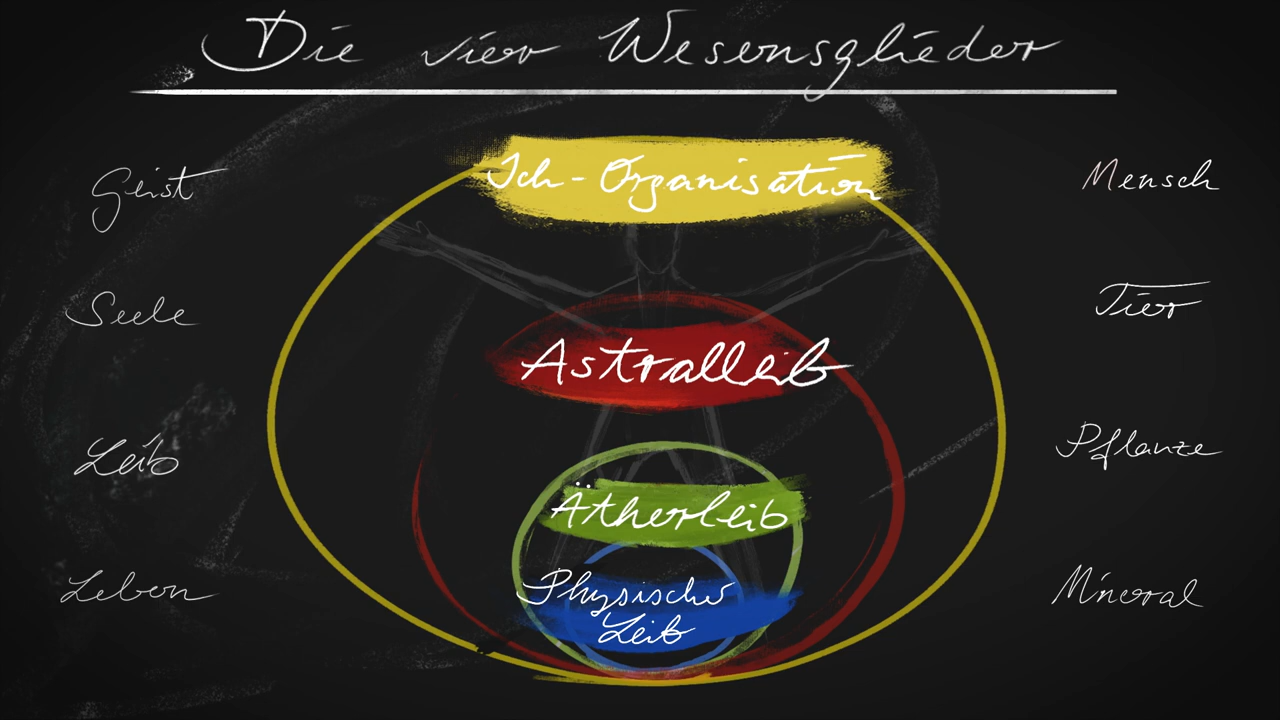 Die vier Wesensglieder
Geist
Ich-Organisation
Mensch
Seele
Tier
Astralleib
Leib
Pflanze
Ätherleib
Leben
Physischer
Leib
Mineral